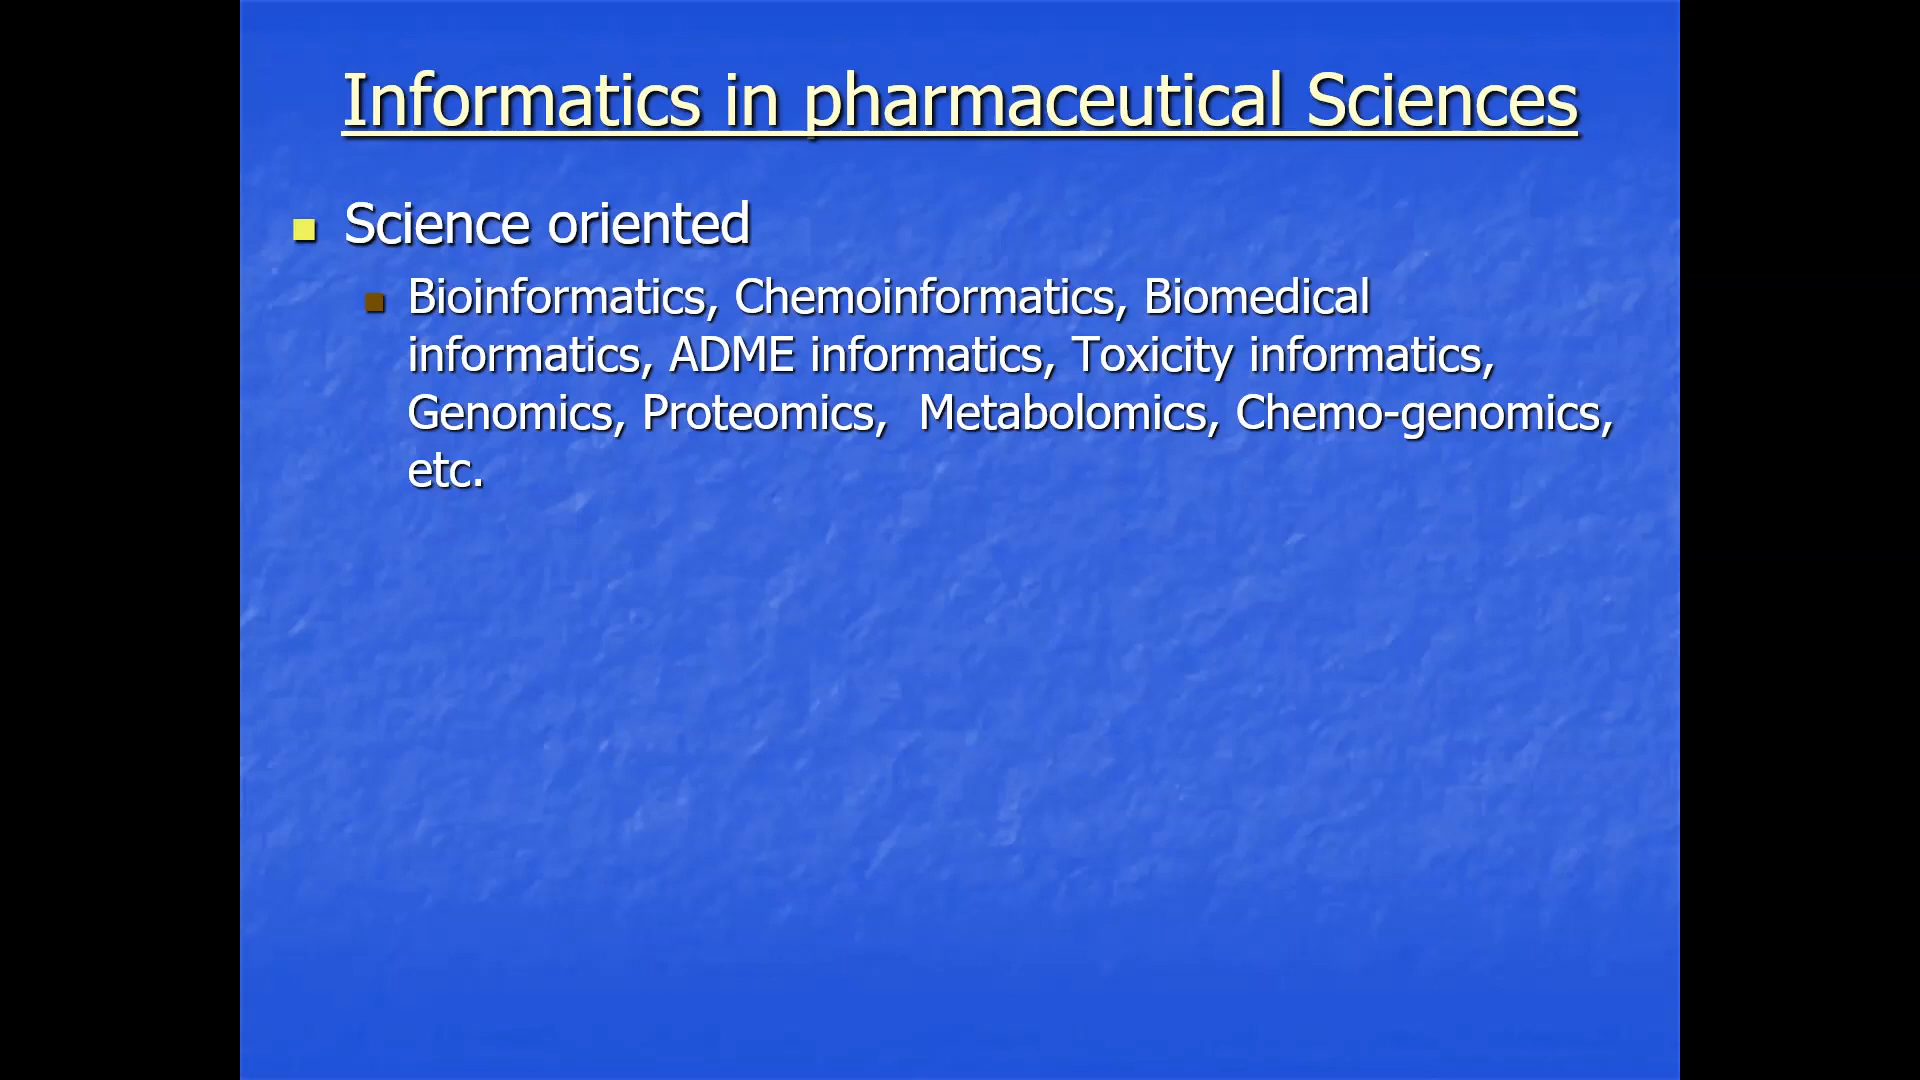 Informatics in pharmaceutical Sciences
Science oriented
Bioinformatics, Chemoinformatics, Biomedical
informatics, ADME informatics, Toxicity informatics,
Genomics, Proteomics,  Metabolomics, Chemo-genomics,
etc.